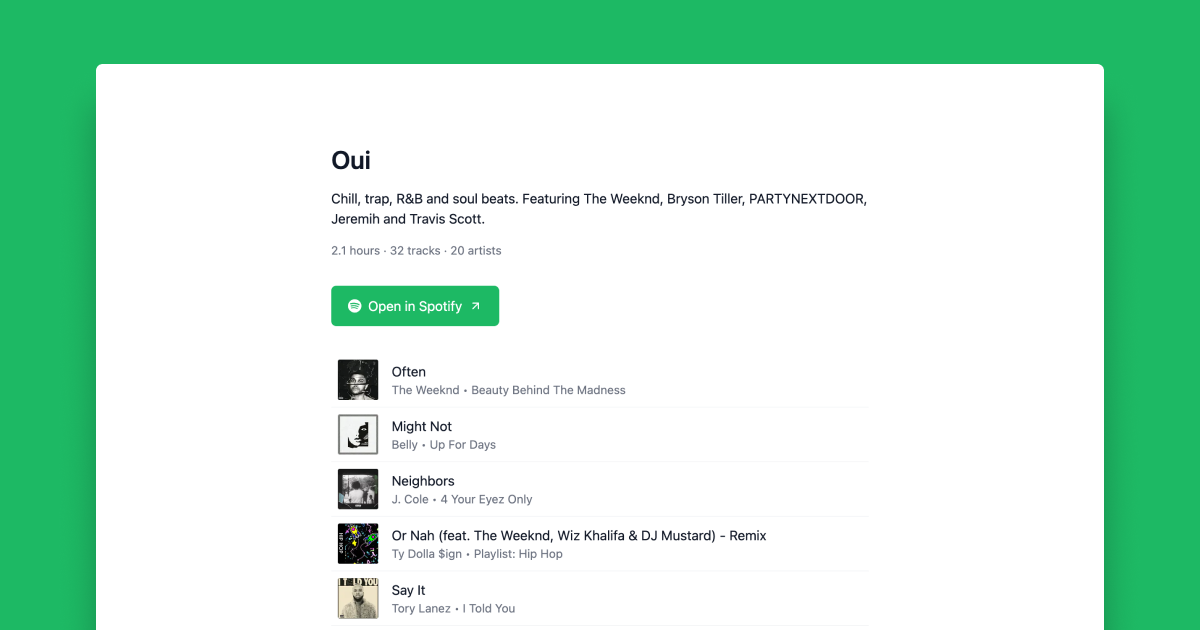 Oui
Chill, trap, R&B and soul beats. Featuring The Weeknd, Bryson Tiller, PARTYNEXTDOOR,
Jeremih and Travis Scott.
2.1 hours · 32 tracks · 20 artists
Open in Spotify
Often
The Weeknd • Beauty Behind The Madness
Might Not
Belly • Up For Days
Neighbors
J. Cole • 4 Your Eyez Only
HIP HOP
Or Nah (feat. The Weeknd, Wiz Khalifa & DJ Mustard) - Remix
Ty Dolla $ign • Playlist: Hip Hop
Say It
Tory Lanez • I Told You